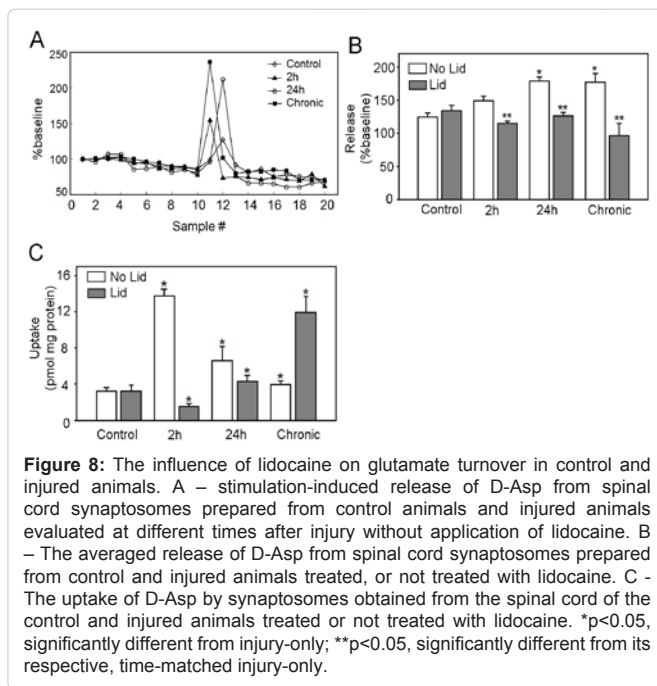 A
Control
2h
24h
Chronic
250
200
150
100
50
%baseline
0 2 4 6 8 10 12 14 16 18 20
Sample #
B
No Lid
Lid
200
150
100
50
0
Release
(%baseline)
* ** ** * **
Control 2h 24h Chronic
C
No Lid
Lid
16
12
8
4
0
Uptake
(pmol mg protein)
* * * * * *
Control 2h 24h Chronic
Figure 8: The influence of lidocaine on glutamate turnover in control and
injured animals. A – stimulation-induced release of D-Asp from spinal
cord synaptosomes prepared from control animals and injured animals
evaluated at different times after injury without application of lidocaine. B
– The averaged release of D-Asp from spinal cord synaptosomes prepared
from control and injured animals treated, or not treated with lidocaine. C -
The uptake of D-Asp by synaptosomes obtained from the spinal cord of the
control and injured animals treated or not treated with lidocaine. *p<0.05,
significantly different from injury-only; **p<0.05, significantly different from its
respective, time-matched injury-only.